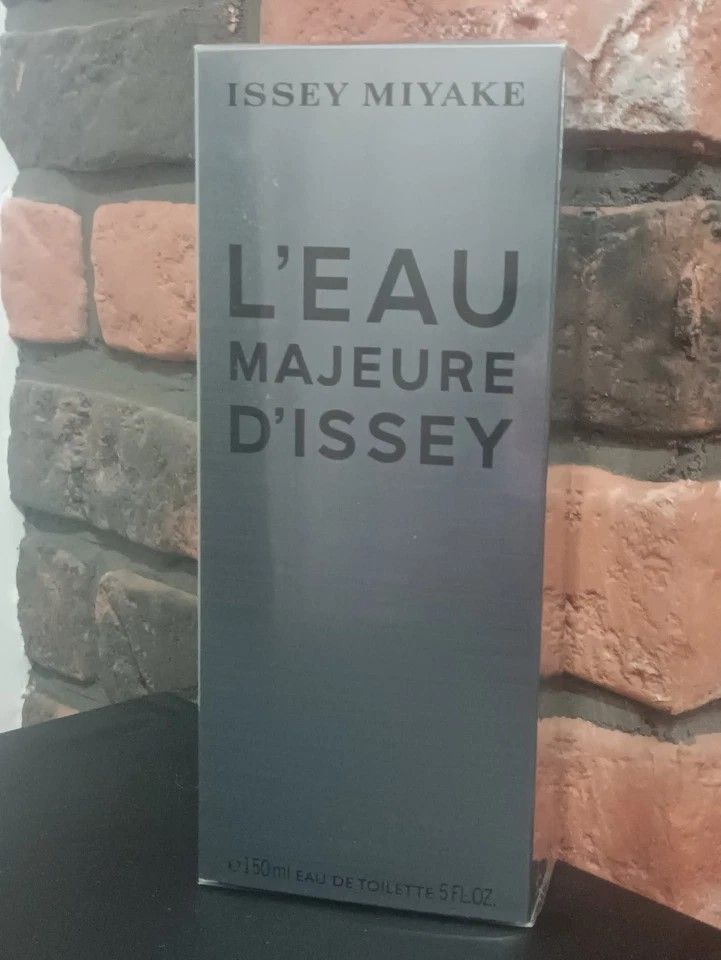 ISSEY MIYAKE
L'EAU
MAJEURE
D'ISSEY
℮150ml EAU DE TOILETTE 5 FL.OZ.